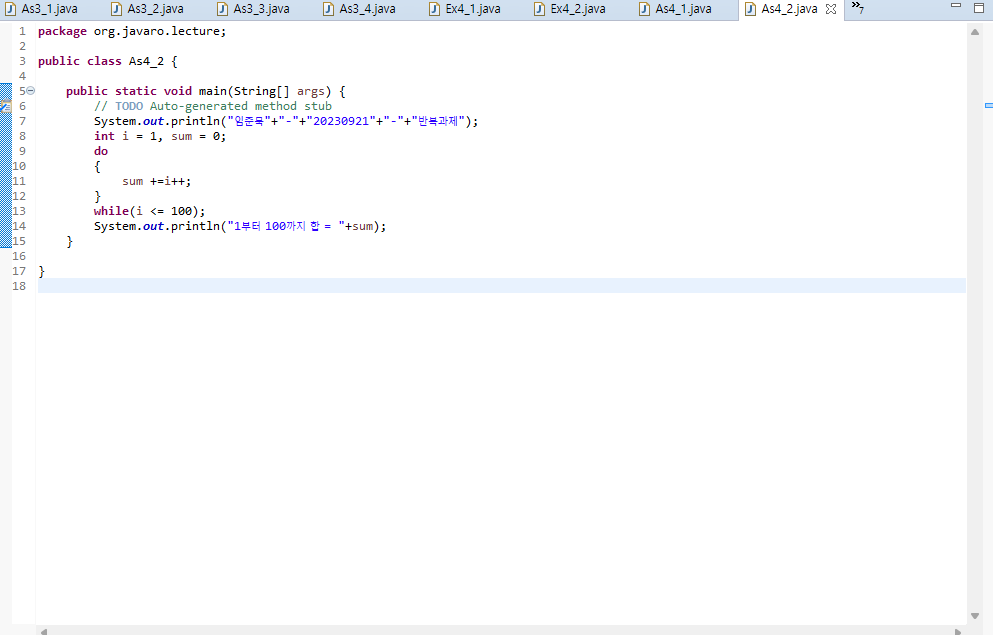 As3_1.java As3_2.java As3_3.java As3_4.java Ex4_1.java Ex4_2.java As4_1.java As4_2.java »7
1 package org.javaro.lecture;
2
3 public class As4_2 {
4
5 public static void main(String[] args) {
6 // TODO Auto-generated method stub
7 System.out.println("임준묵"+"-"+"20230921"+"-"+"반복과제");
8 int i = 1, sum = 0;
9 do
10 {
11 sum +=i++;
12 }
13 while(i <= 100);
14 System.out.println("1부터 100까지 합 = "+sum);
15 }
16
17 }
18